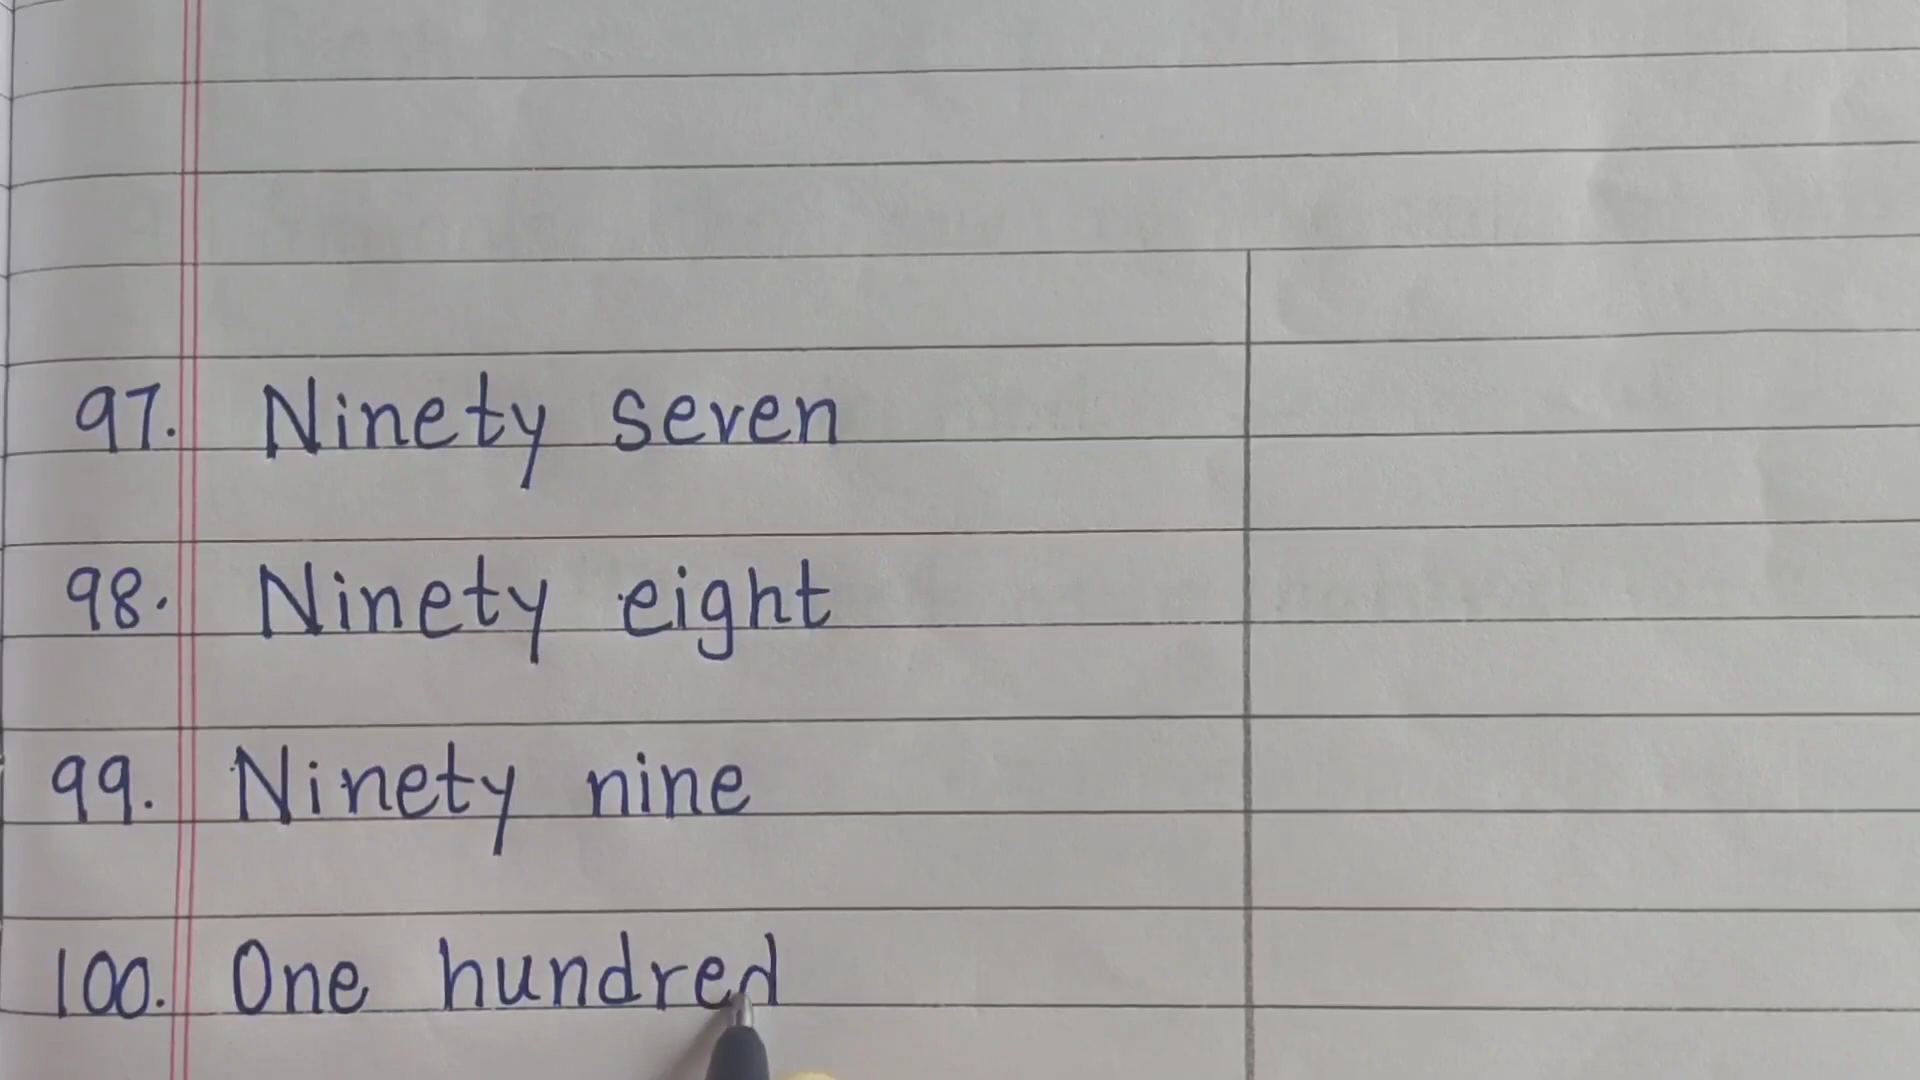 97. Ninety seven
98. Ninety eight
99. Ninety nine
100. One hundred